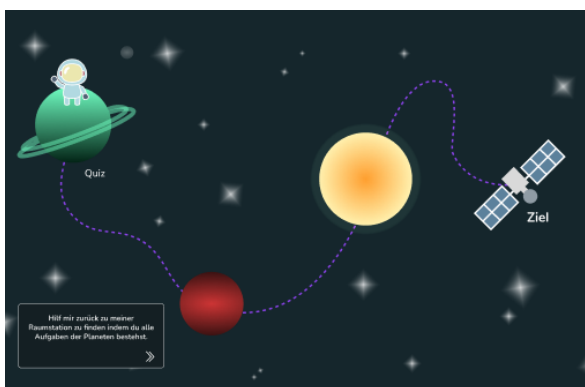 Quiz
Ziel
Hilf mir zurück zu meiner
Raumstation zu finden indem du alle
Aufgaben der Planeten bestehst.